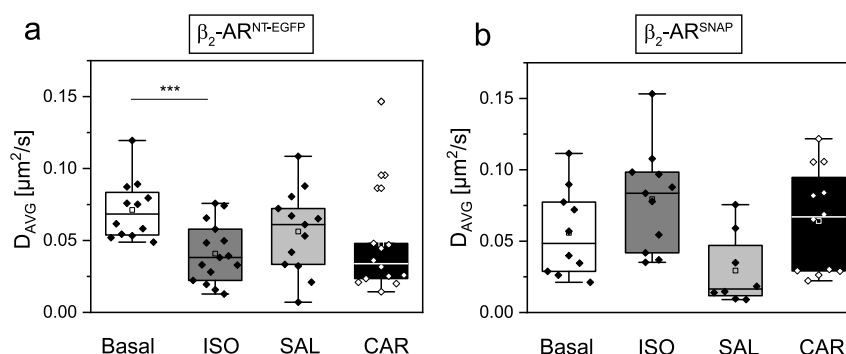 a
β₂-AR^NT-EGFP
D_AVG [µm²/s]
0.15
0.10
0.05
0.00
***
Basal ISO SAL CAR
b
β₂-AR^SNAP
D_AVG [µm²/s]
0.15
0.10
0.05
0.00
Basal ISO SAL CAR